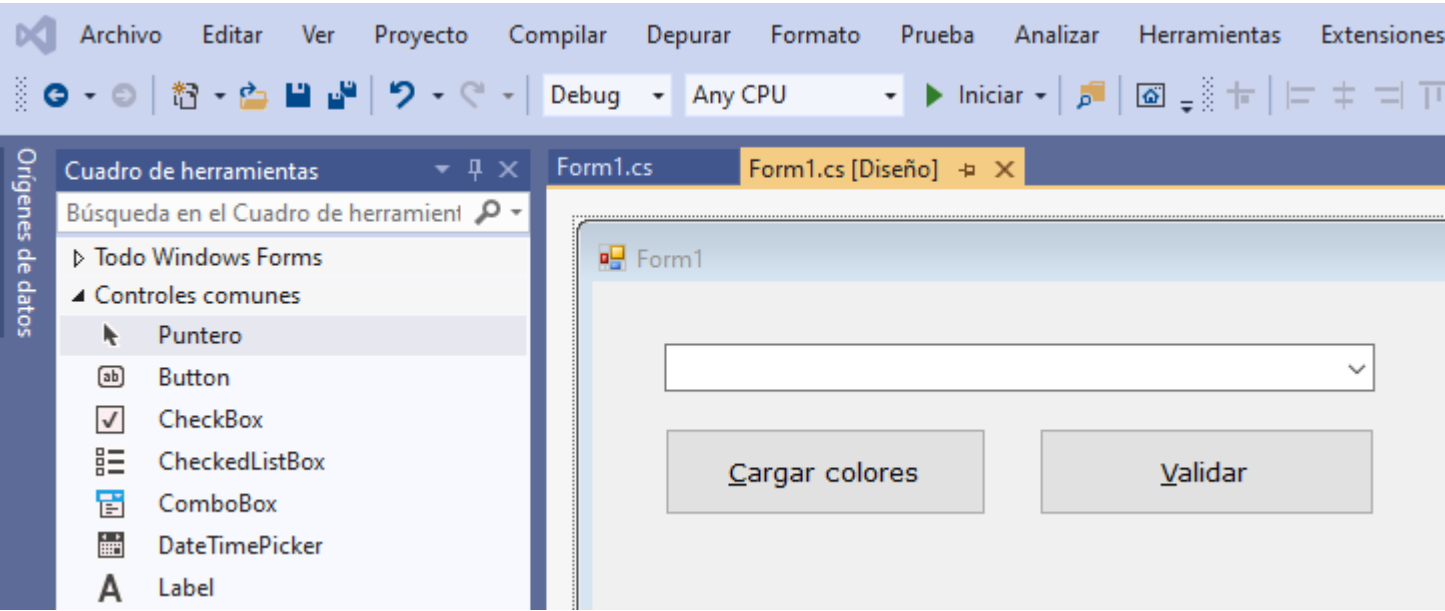 Archivo Editar Ver Proyecto Compilar Depurar Formato Prueba Analizar Herramientas Extensiones
Debug Any CPU Iniciar
Orígenes de datos
Cuadro de herramientas
Form1.cs Form1.cs [Diseño]
Búsqueda en el Cuadro de herramient
Todo Windows Forms
Form1
Controles comunes
Puntero
Button
CheckBox
CheckedListBox
ComboBox
DateTimePicker
A Label
Cargar colores Validar